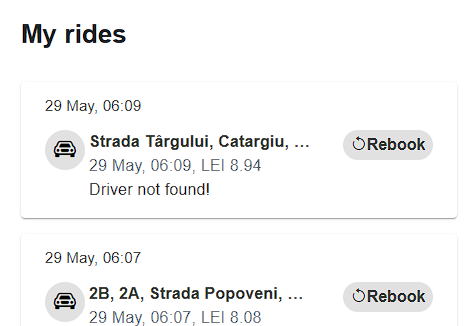 My rides
29 May, 06:09
Strada Târgului, Catargiu, ...
Rebook
29 May, 06:09, LEI 8.94
Driver not found!
29 May, 06:07
2B, 2A, Strada Popoveni, ...
Rebook
29 May, 06:07, LEI 8.08